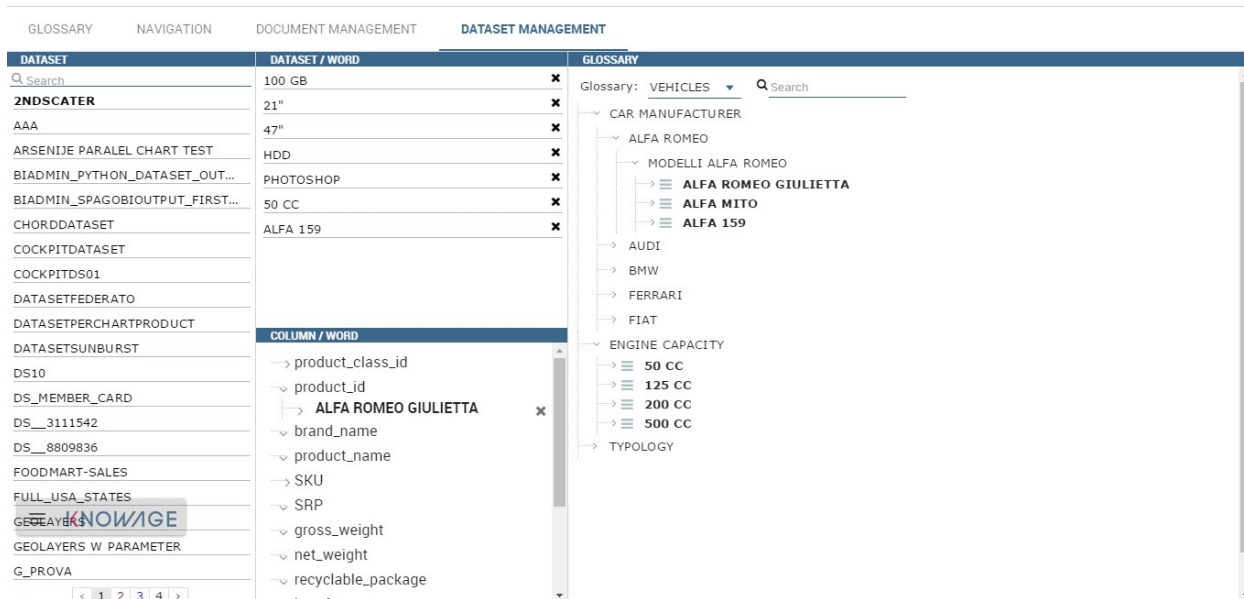 GLOSSARY NAVIGATION DOCUMENT MANAGEMENT DATASET MANAGEMENT
DATASET
Search
2NDSCATER
AAA
ARSENIJE PARALEL CHART TEST
BIADMIN_PYTHON_DATASET_OUT...
BIADMIN_SPAGOBIOUTPUT_FIRST...
CHORDDATASET
COCKPITDATASET
COCKPITDS01
DATASETFEDERATO
DATASETPERCHARTPRODUCT
DATASETSUNBURST
DS10
DS_MEMBER_CARD
DS__3111542
DS__8809836
FOODMART-SALES
FULL_USA_STATES
GEOLAYERS
KNOWAGE
GEOLAYERS W PARAMETER
G_PROVA
< 1 2 3 4 >
DATASET / WORD
100 GB
21"
47"
HDD
PHOTOSHOP
50 CC
ALFA 159
COLUMN / WORD
product_class_id
product_id
ALFA ROMEO GIULIETTA
brand_name
product_name
SKU
SRP
gross_weight
net_weight
recyclable_package
GLOSSARY
Glossary: VEHICLES Search
CAR MANUFACTURER
ALFA ROMEO
MODELLI ALFA ROMEO
ALFA ROMEO GIULIETTA
ALFA MITO
ALFA 159
AUDI
BMW
FERRARI
FIAT
ENGINE CAPACITY
50 CC
125 CC
200 CC
500 CC
TYPOLOGY